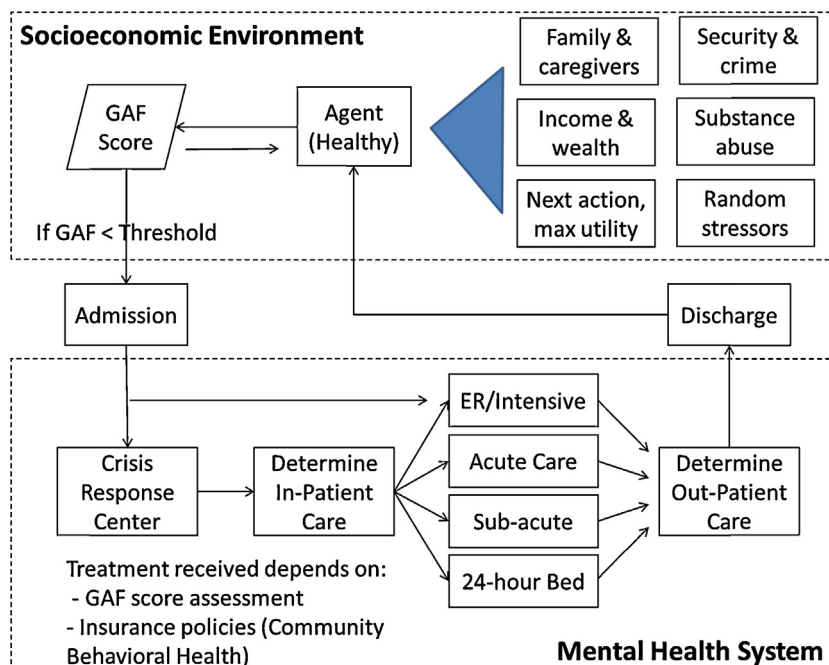 Socioeconomic Environment
GAF
Score
Agent
(Healthy)
Family &
caregivers
Security &
crime
Income &
wealth
Substance
abuse
Next action,
max utility
Random
stressors
If GAF < Threshold
Admission
Discharge
ER/Intensive
Acute Care
Sub-acute
24-hour Bed
Crisis
Response
Center
Determine
In-Patient
Care
Determine
Out-Patient
Care
Treatment received depends on:
- GAF score assessment
- Insurance policies (Community
Behavioral Health)
Mental Health System